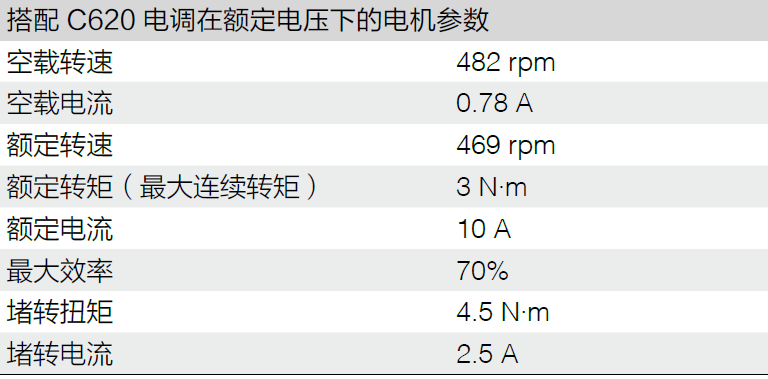 搭配 C620 电调在额定电压下的电机参数
空载转速 482 rpm
空载电流 0.78 A
额定转速 469 rpm
额定转矩（最大连续转矩） 3 N·m
额定电流 10 A
最大效率 70%
堵转扭矩 4.5 N·m
堵转电流 2.5 A